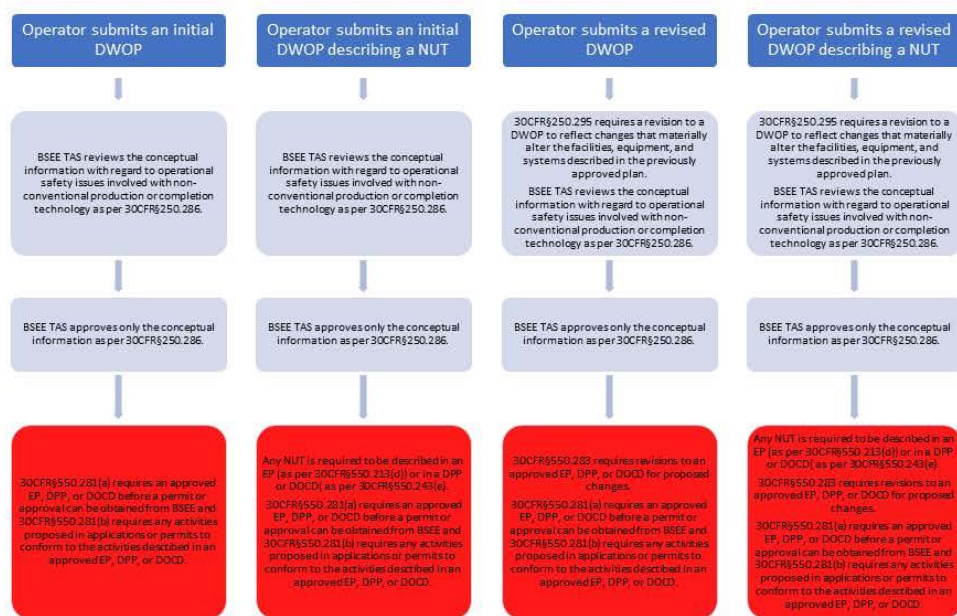 Operator submits an initial
DWOP
BSEE TAS reviews the conceptual
information with regard to operational
safety issues involved with non-
conventional production or completion
technology as per 30CFR§250.286.
BSEE TAS approves only the conceptual
information as per 30CFR§250.286.
30CFR§550.281(a) requires an approved
EP, DPP, or DOCD before a permit or
approval can be obtained from BSEE and
30CFR§550.281(b) requires any activities
proposed in applications or permits to
conform to the activities described in an
approved EP, DPP, or DOCD.
Operator submits an initial
DWOP describing a NUT
BSEE TAS reviews the conceptual
information with regard to operational
safety issues involved with non-
conventional production or completion
technology as per 30CFR§250.286.
BSEE TAS approves only the conceptual
information as per 30CFR§250.286.
Any NUT is required to be described in an
EP (as per 30CFR§550.213(d)) or in a DPP
or DOCD( as per 30CFR§550.243(e).
30CFR§550.281(a) requires an approved
EP, DPP, or DOCD before a permit or
approval can be obtained from BSEE and
30CFR§550.281(b) requires any activities
proposed in applications or permits to
conform to the activities described in an
approved EP, DPP, or DOCD.
Operator submits a revised
DWOP
30CFR§250.295 requires a revision to a
DWOP to reflect changes that materially
alter the facilities, equipment, and
systems described in the previously
approved plan.
BSEE TAS reviews the conceptual
information with regard to operational
safety issues involved with non-
conventional production or completion
technology as per 30CFR§250.286.
BSEE TAS approves only the conceptual
information as per 30CFR§250.286.
30CFR§550.283 requires revisions to an
approved EP, DPP, or DOCD for proposed
changes.
30CFR§550.281(a) requires an approved
EP, DPP, or DOCD before a permit or
approval can be obtained from BSEE and
30CFR§550.281(b) requires any activities
proposed in applications or permits to
conform to the activities described in an
approved EP, DPP, or DOCD.
Operator submits a revised
DWOP describing a NUT
30CFR§250.295 requires a revision to a
DWOP to reflect changes that materially
alter the facilities, equipment, and
systems described in the previously
approved plan.
BSEE TAS reviews the conceptual
information with regard to operational
safety issues involved with non-
conventional production or completion
technology as per 30CFR§250.286.
BSEE TAS approves only the conceptual
information as per 30CFR§250.286.
Any NUT is required to be described in an
EP (as per 30CFR§550.213(d)) or in a DPP
or DOCD( as per 30CFR§550.243(e).
30CFR§550.283 requires revisions to an
approved EP, DPP, or DOCD for proposed
changes.
30CFR§550.281(a) requires an approved
EP, DPP, or DOCD before a permit or
approval can be obtained from BSEE and
30CFR§550.281(b) requires any activities
proposed in applications or permits to
conform to the activities described in an
approved EP, DPP, or DOCD.